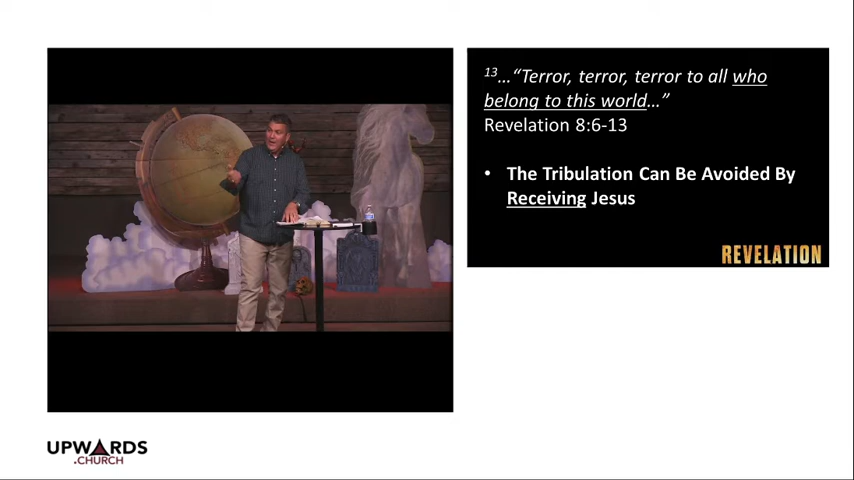 13…“Terror, terror, terror to all who
belong to this world…”
Revelation 8:6-13
• The Tribulation Can Be Avoided By
Receiving Jesus
REVELATION
UPWARDS
.CHURCH